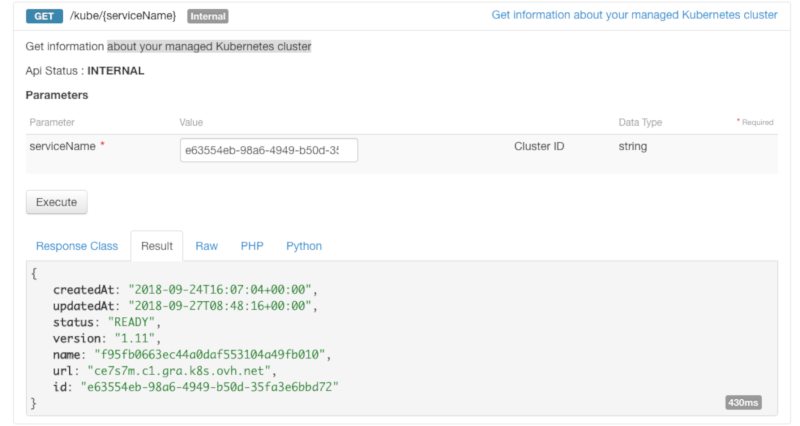 GET /kube/{serviceName} Internal Get information about your managed Kubernetes cluster
Get information about your managed Kubernetes cluster
Api Status : INTERNAL
Parameters
Parameter Value Data Type * Required
serviceName * e63554eb-98a6-4949-b50d-35 Cluster ID string
Execute
Response Class Result Raw PHP Python
{
createdAt: "2018-09-24T16:07:04+00:00",
updatedAt: "2018-09-27T08:48:16+00:00",
status: "READY",
version: "1.11",
name: "f95fb0663ec44a0daf553104a49fb010",
url: "ce7s7m.c1.gra.k8s.ovh.net",
id: "e63554eb-98a6-4949-b50d-35fa3e6bbd72"
}
430ms